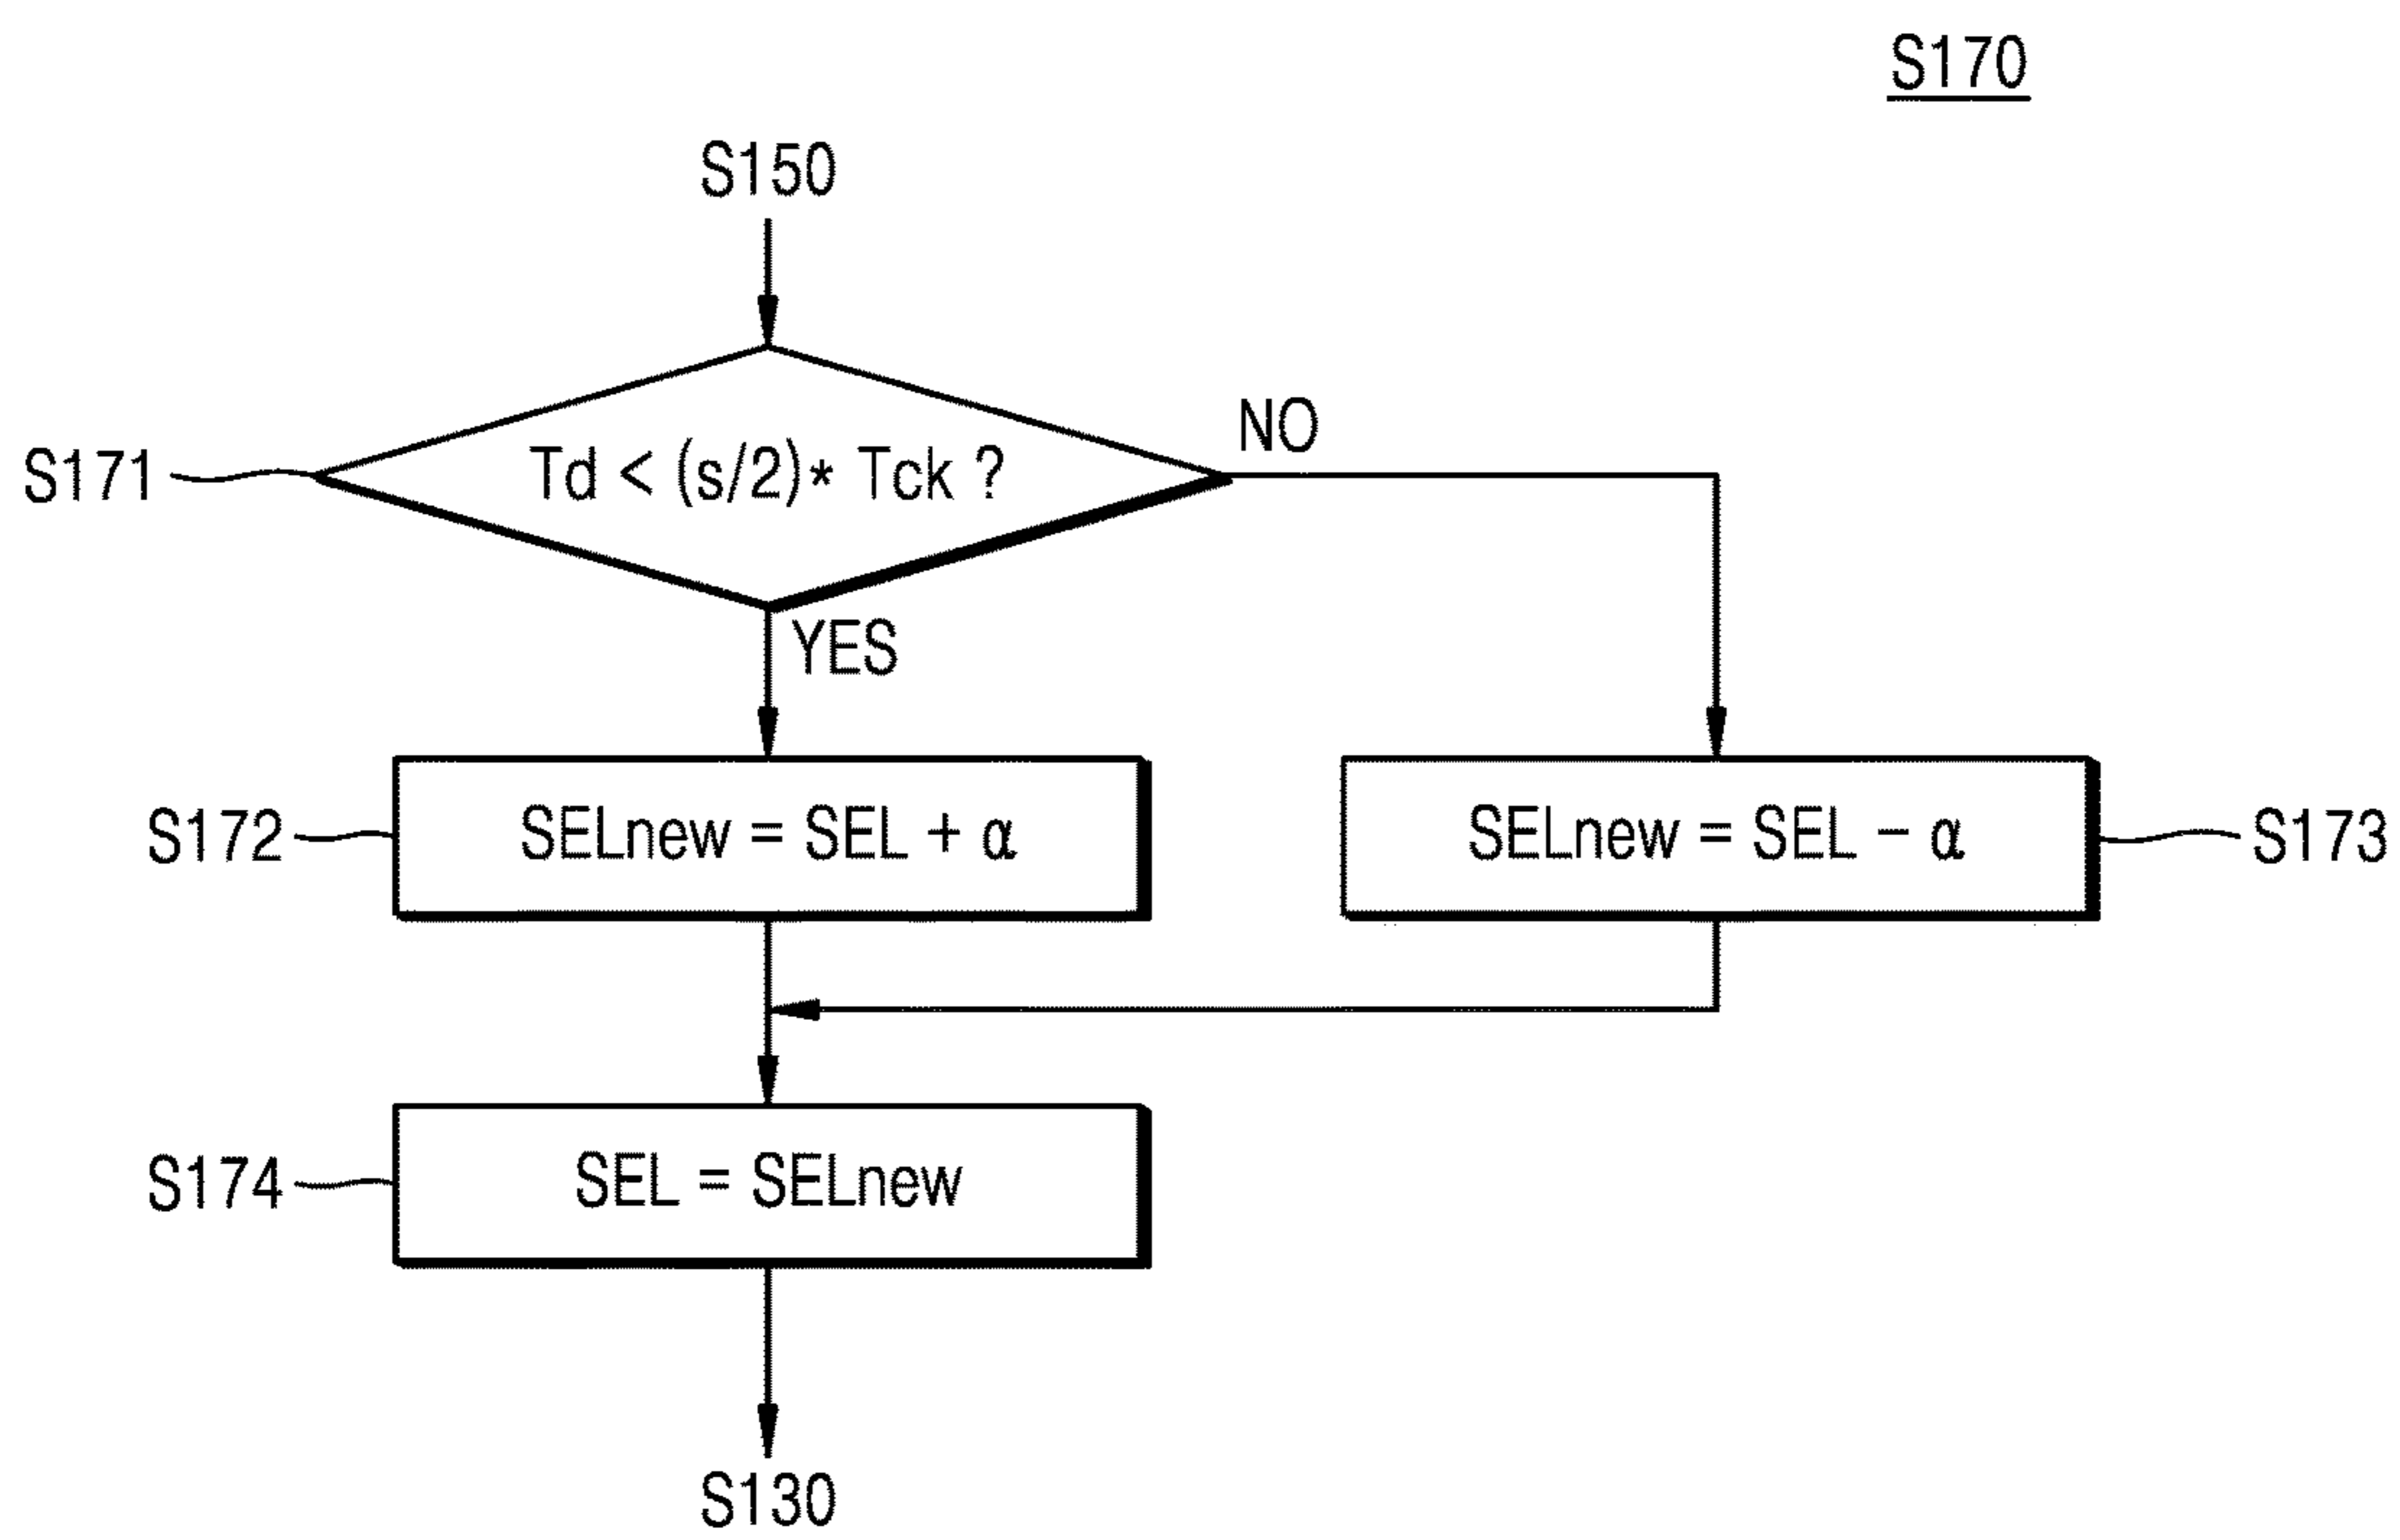 S170
S150
NO
S171
Td < (s/2)* Tck ?
YES
S172
SELnew = SEL + α
SELnew = SEL − α
S173
S174
SEL = SELnew
S130